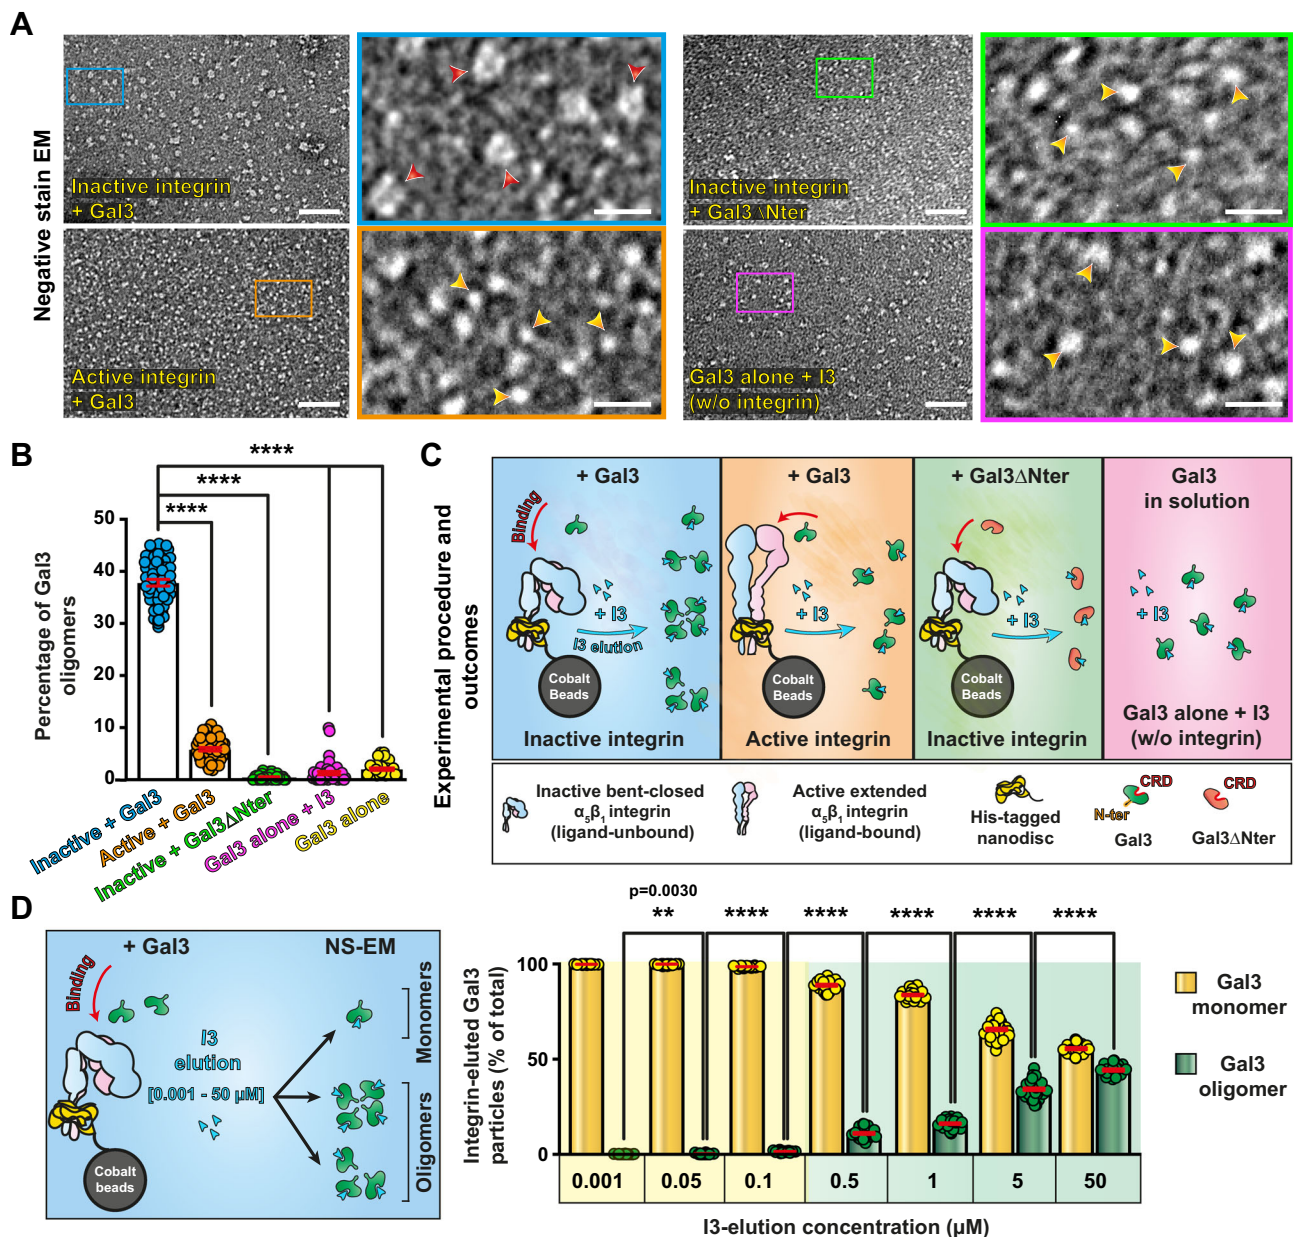 A
Negative stain EM
Inactive integrin
+ Gal3
Inactive integrin
+ Gal3 ΔNter
Active integrin
+ Gal3
Gal3 alone + I3
(w/o integrin)
B
Percentage of Gal3
oligomers
****
****
****
50
40
30
20
10
0
Inactive + Gal3
Active + Gal3
Inactive + Gal3ΔNter
Gal3 alone + I3
Gal3 alone
C
Experimental procedure and
outcomes
+ Gal3
Binding
+ I3
I3 elution
Cobalt
Beads
Inactive integrin
+ Gal3
+ I3
Cobalt
Beads
Active integrin
+ Gal3ΔNter
+ I3
Cobalt
Beads
Inactive integrin
Gal3
in solution
+ I3
Gal3 alone + I3
(w/o integrin)
Inactive bent-closed
α5β1 integrin
(ligand-unbound)
Active extended
α5β1 integrin
(ligand-bound)
His-tagged
nanodisc
CRD
N-ter
Gal3
CRD
Gal3ΔNter
D
+ Gal3
NS-EM
Binding
I3
elution
[0.001 - 50 µM]
Monomers
Oligomers
Cobalt
beads
p=0.0030
** **** **** **** **** ****
Integrin-eluted Gal3
particles (% of total)
100
50
0
0.001 0.05 0.1 0.5 1 5 50
I3-elution concentration (µM)
Gal3
monomer
Gal3
oligomer